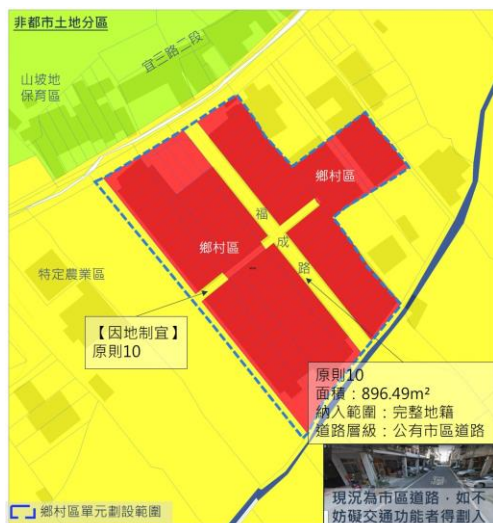 非都市土地分區
宜三路二段
山坡地
保育區
鄉村區
福
成
路
鄉村區
特定農業區
【因地制宜】
原則10
原則10
面積：896.49m²
納入範圍：完整地籍
道路層級：公有市區道路
現況為市區道路，如不
妨礙交通功能者得劃入
鄉村區單元劃設範圍